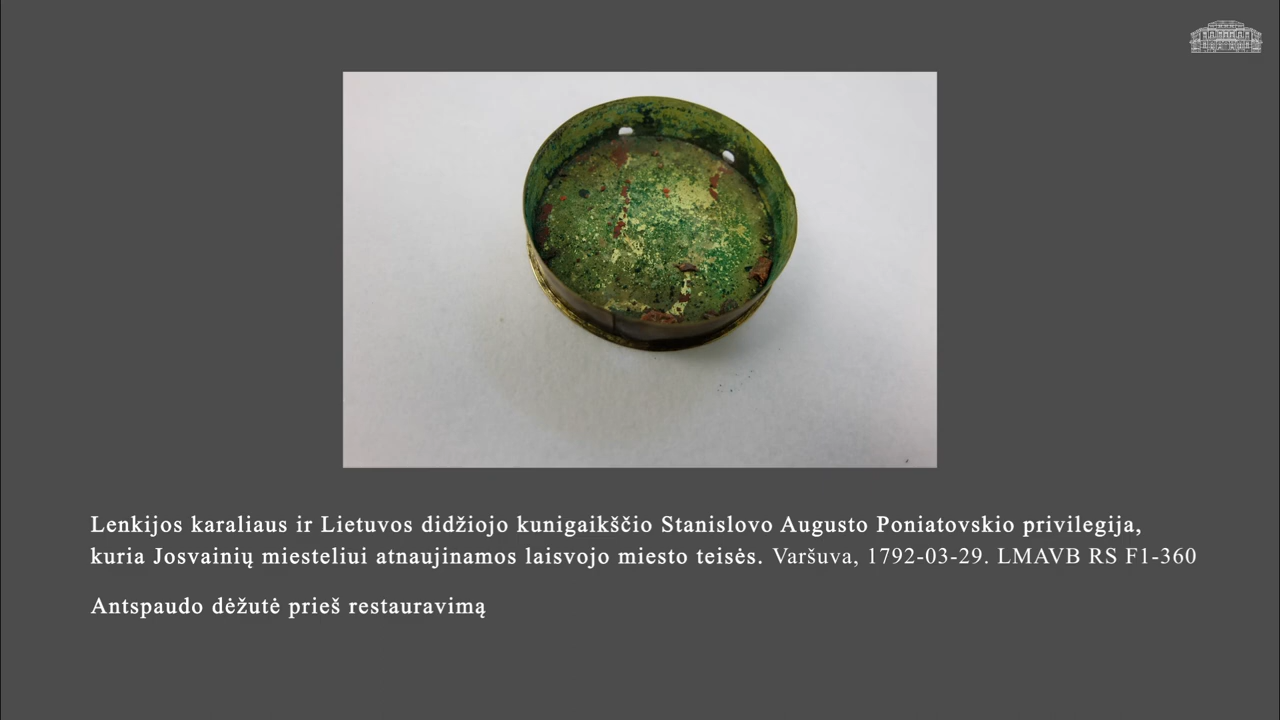 Lenkijos karaliaus ir Lietuvos didžiojo kunigaikščio Stanislovo Augusto Poniatovskio privilegija,
kuria Josvainių miesteliui atnaujinamos laisvojo miesto teisės. Varšuva, 1792-03-29. LMAVB RS F1-360
Antspaudo dėžutė prieš restauravimą